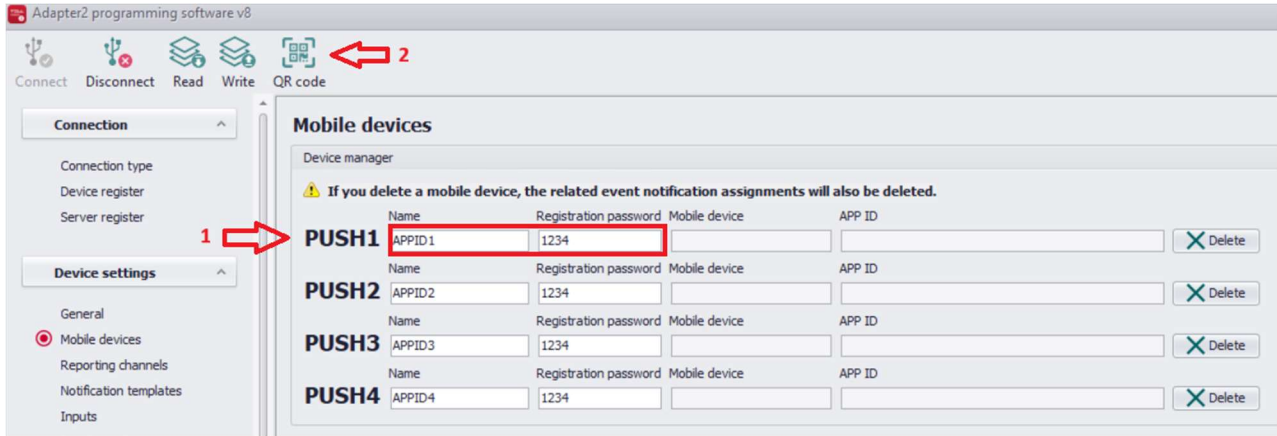 Adapter2 programming software v8
Connect Disconnect Read Write QR code
2
Connection
Connection type
Device register
Server register
Device settings
General
Mobile devices
Reporting channels
Notification templates
Inputs
Mobile devices
Device manager
If you delete a mobile device, the related event notification assignments will also be deleted.
1
Name Registration password Mobile device APP ID
PUSH1 APPID1 1234 Delete
Name Registration password Mobile device APP ID
PUSH2 APPID2 1234 Delete
Name Registration password Mobile device APP ID
PUSH3 APPID3 1234 Delete
Name Registration password Mobile device APP ID
PUSH4 APPID4 1234 Delete